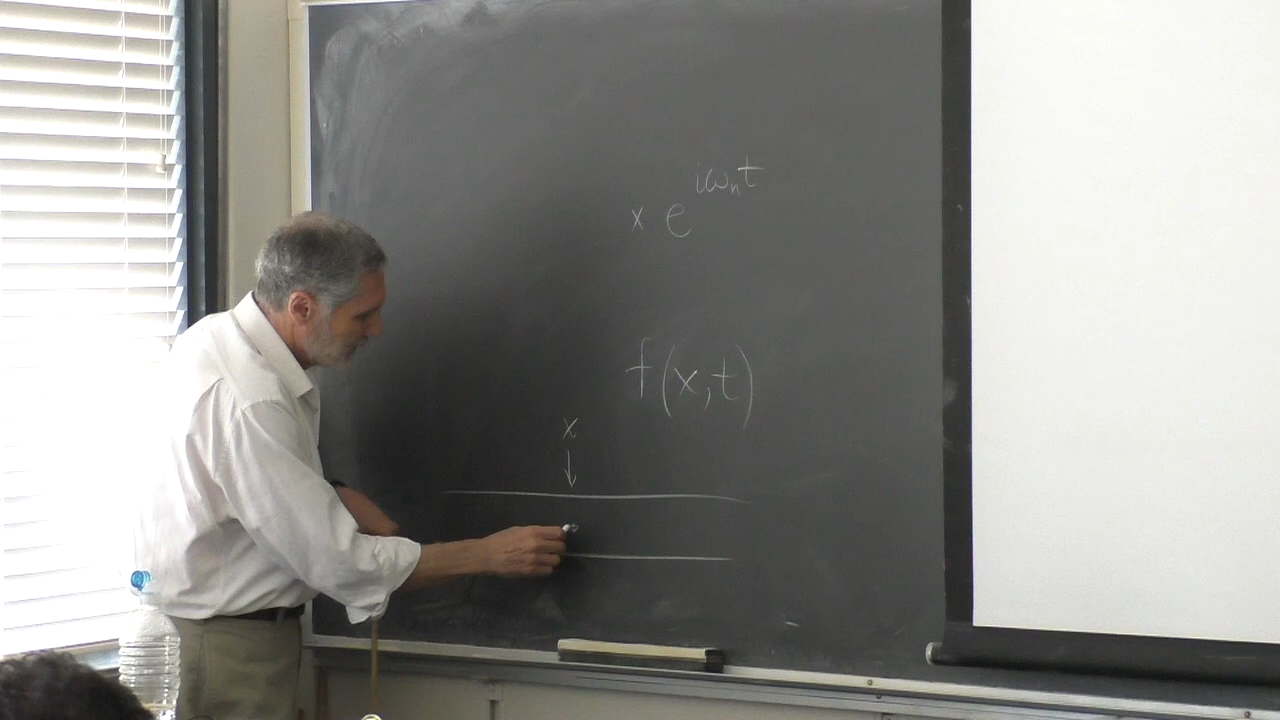 x e^{iω_n t}
f(x,t)
x